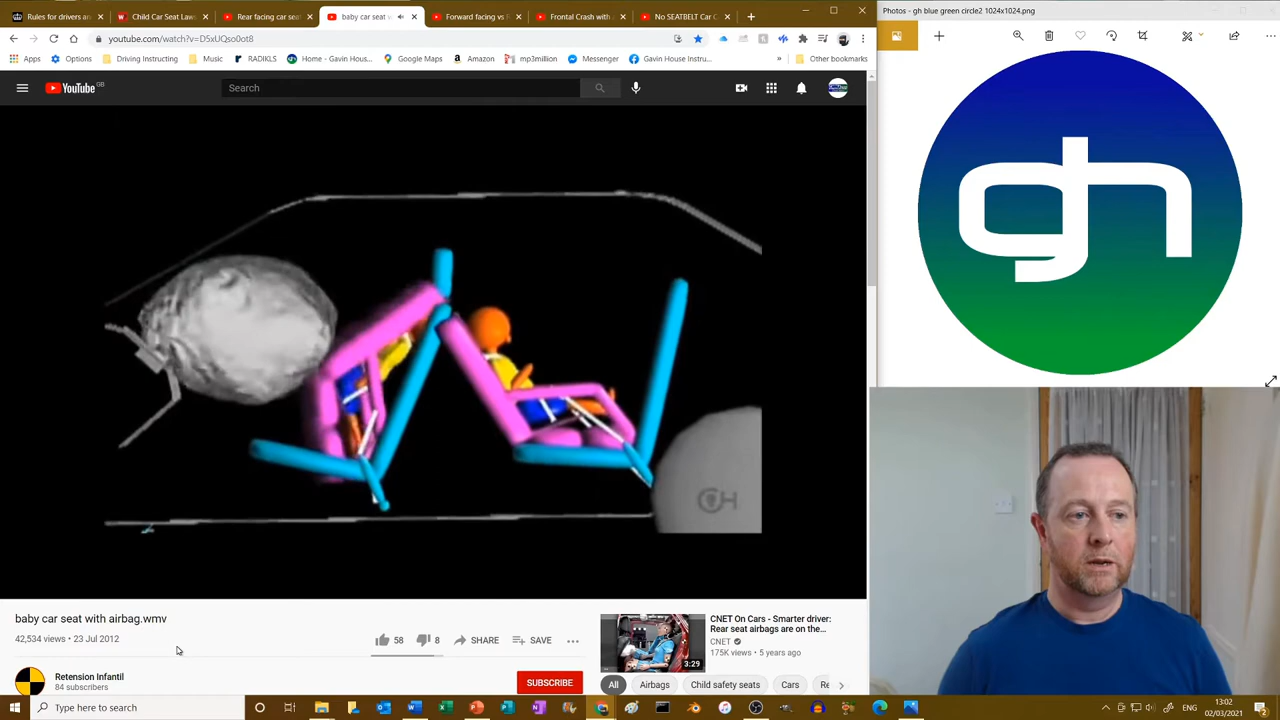 Rules for drivers an
Child Car Seat Law
Rear facing car sea
baby car seat w
Forward facing vs F
Frontal Crash with
No SEATBELT Car C
Photos - gh blue green circle2 1024x1024.png
youtube.com/watch?v=D5xUQso0ot8
Apps
Options
Driving Instructing
Music
RADIKLS
Home - Gavin Hous...
Google Maps
Amazon
mp3million
Messenger
Gavin House Instru...
»
Other bookmarks
YouTube GB
Search
gh
CH
baby car seat with airbag.wmv
42,534 views • 23 Jul 2012
58
8
SHARE
SAVE
Retension Infantil
84 subscribers
SUBSCRIBE
CNET On Cars - Smarter driver:
Rear seat airbags are on the...
CNET
175K views • 5 years ago
3:29
All
Airbags
Child safety seats
Cars
Re
Type here to search
ENG
13:02
02/03/2021
2